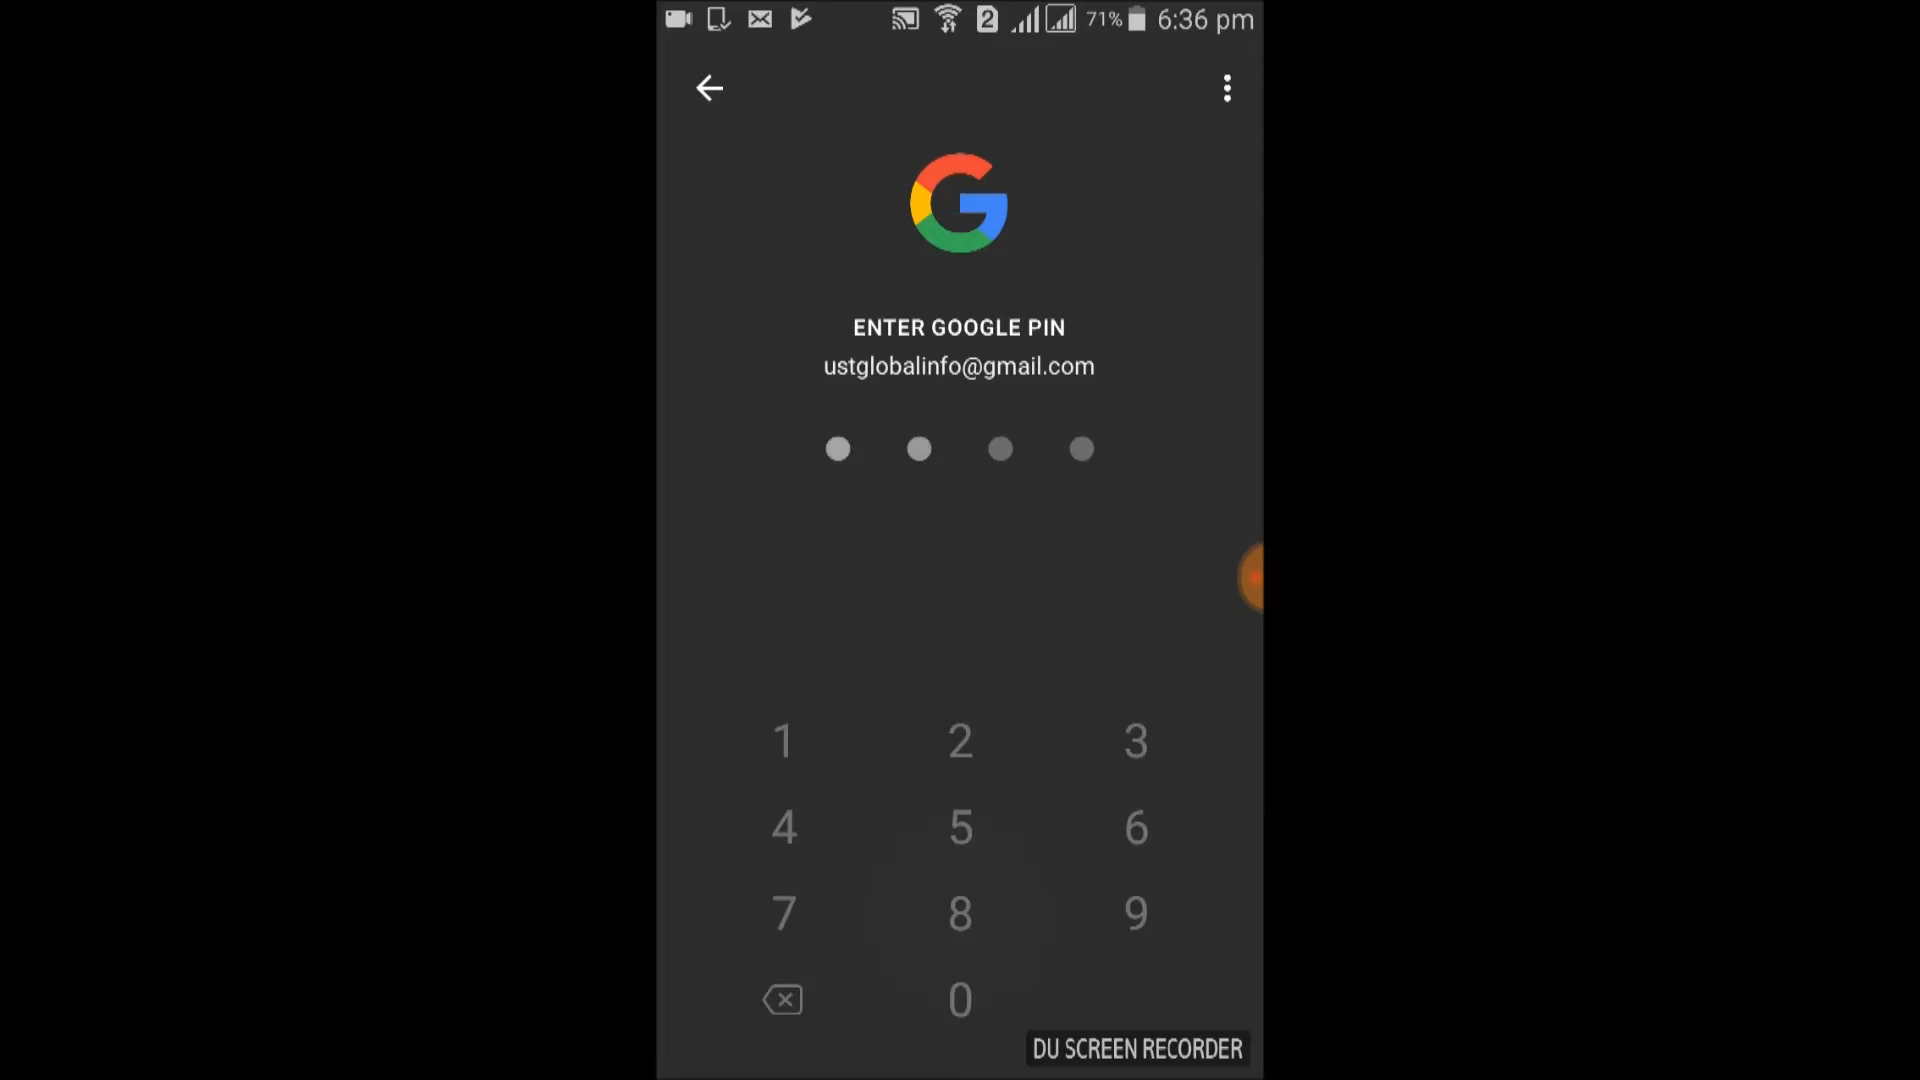 2 71% 6:36 pm
ENTER GOOGLE PIN
ustglobalinfo@gmail.com
1 2 3
4 5 6
7 8 9
0
DU SCREEN RECORDER